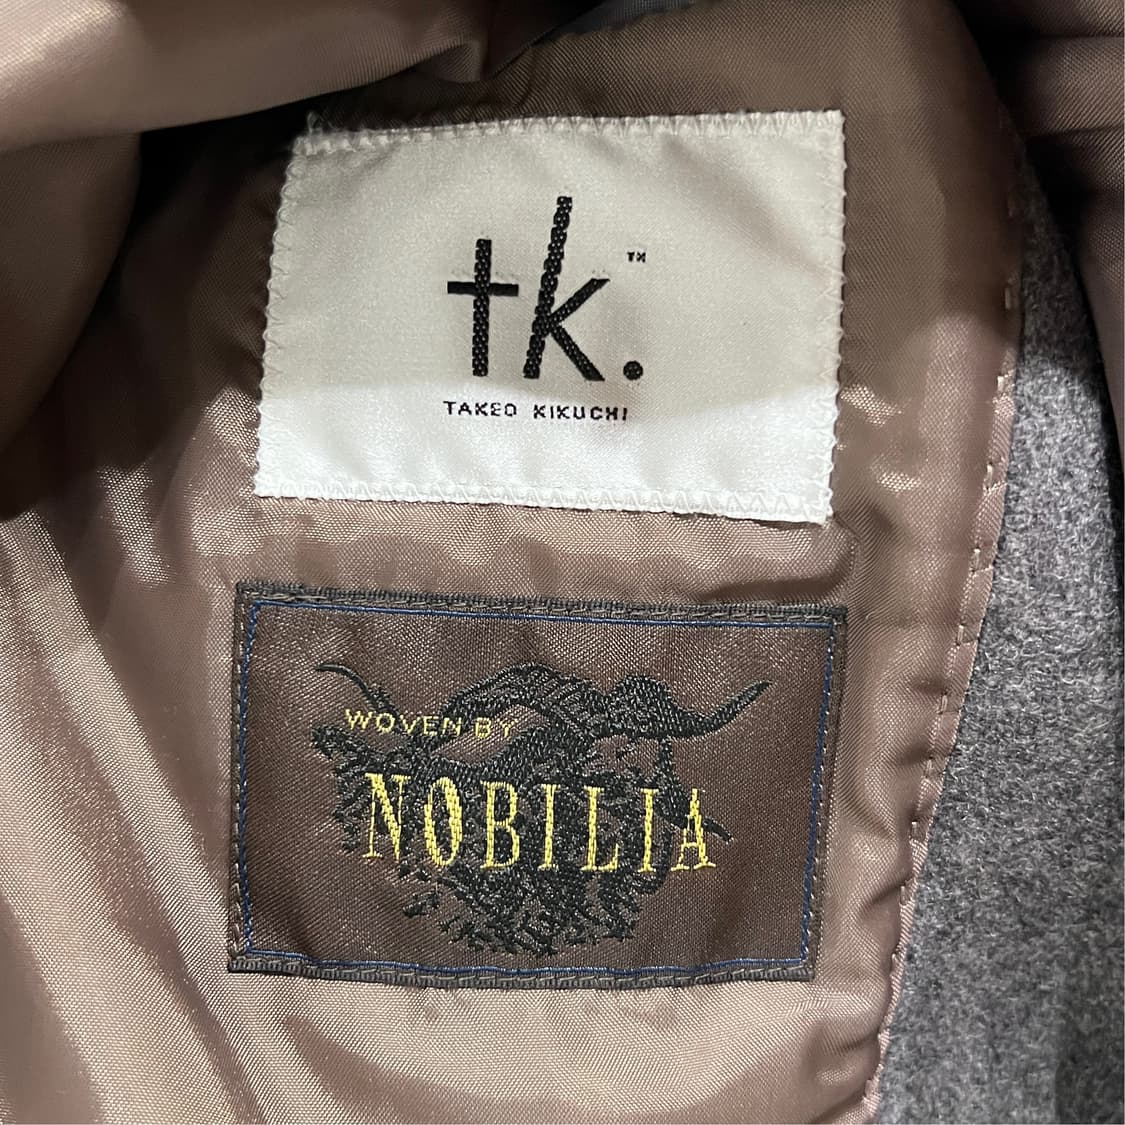 tk.™
TAKEO KIKUCHI
WOVEN BY
NOBILIA